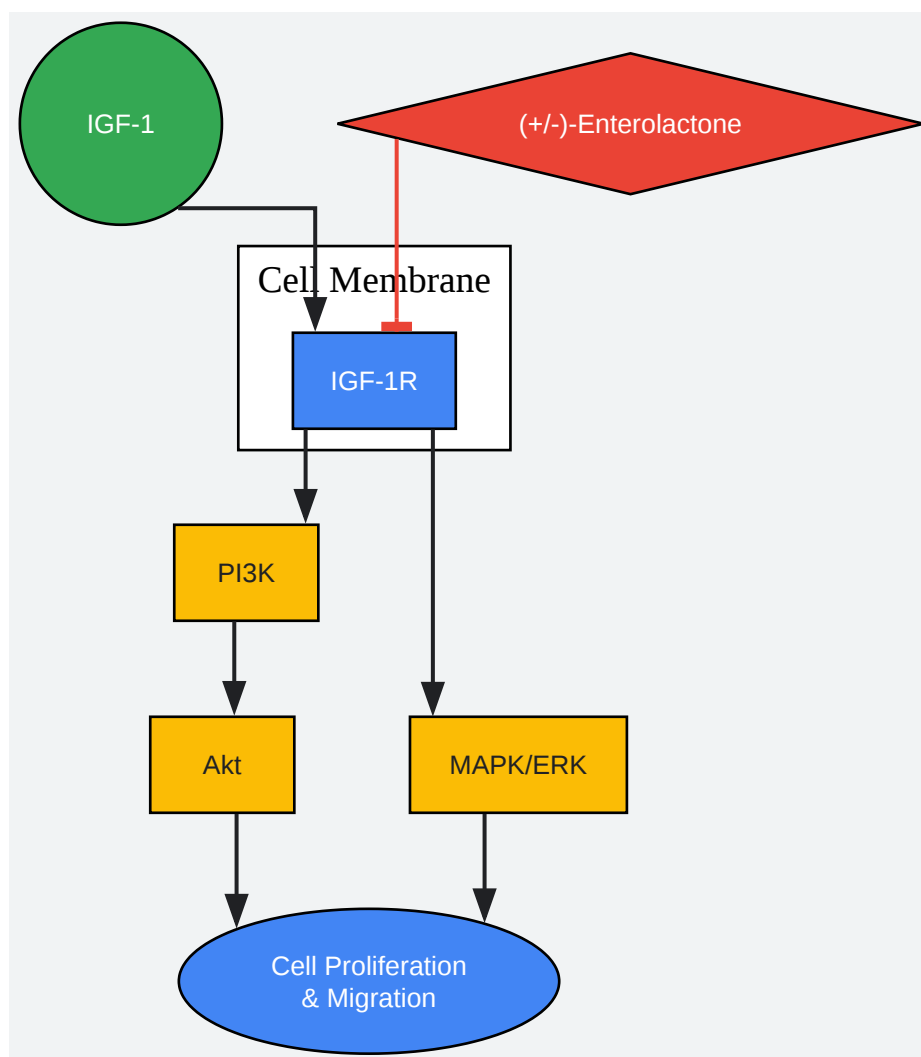 IGF-1
(+/-)-Enterolactone
Cell Membrane
IGF-1R
PI3K
Akt
MAPK/ERK
Cell Proliferation
& Migration